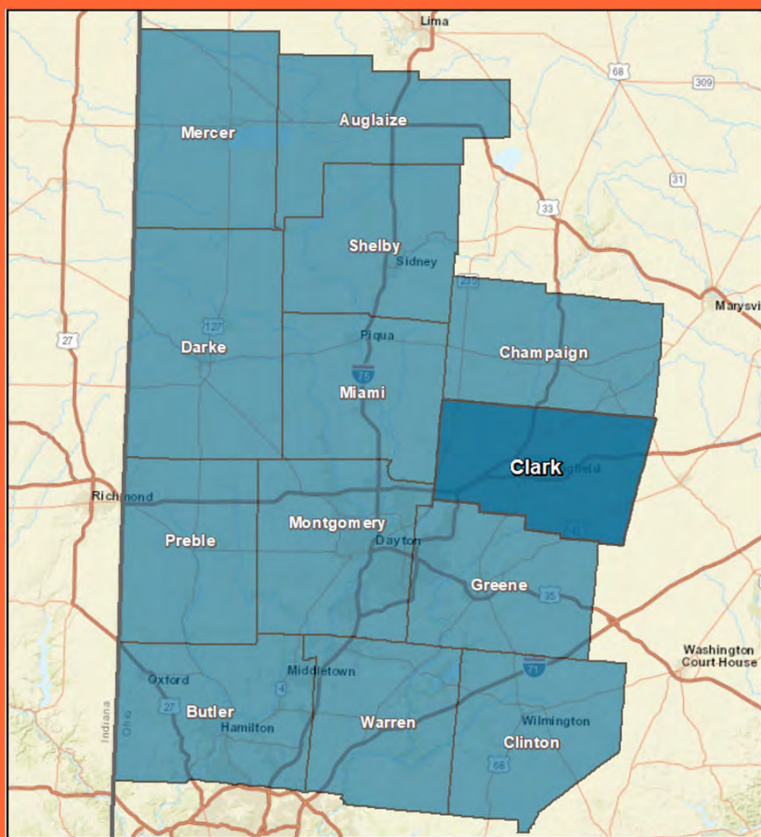 Lima
68
309
Auglaize
Mercer
31
33
Shelby
Sidney
235
Marysvi
127
Piqua
27
Darke
Champaign
75
Miami
Clark
Richmond
Montgomery
Preble
Dayton
Greene
35
Washington
Court House
Middletown
71
Oxford
4
27
Butler
Indiana
Ohio
Hamilton
Warren
Wilmington
Clinton
68